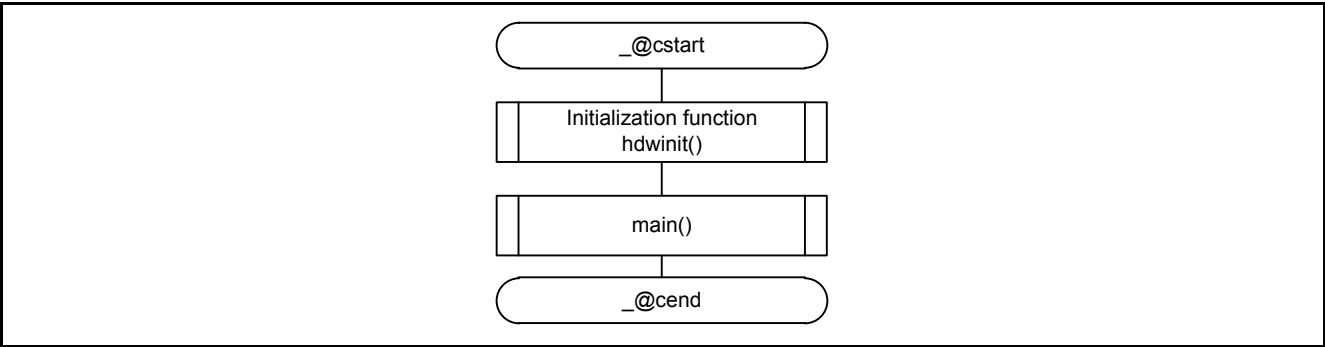 _@cstart
Initialization function
hdwinit()
main()
_@cend